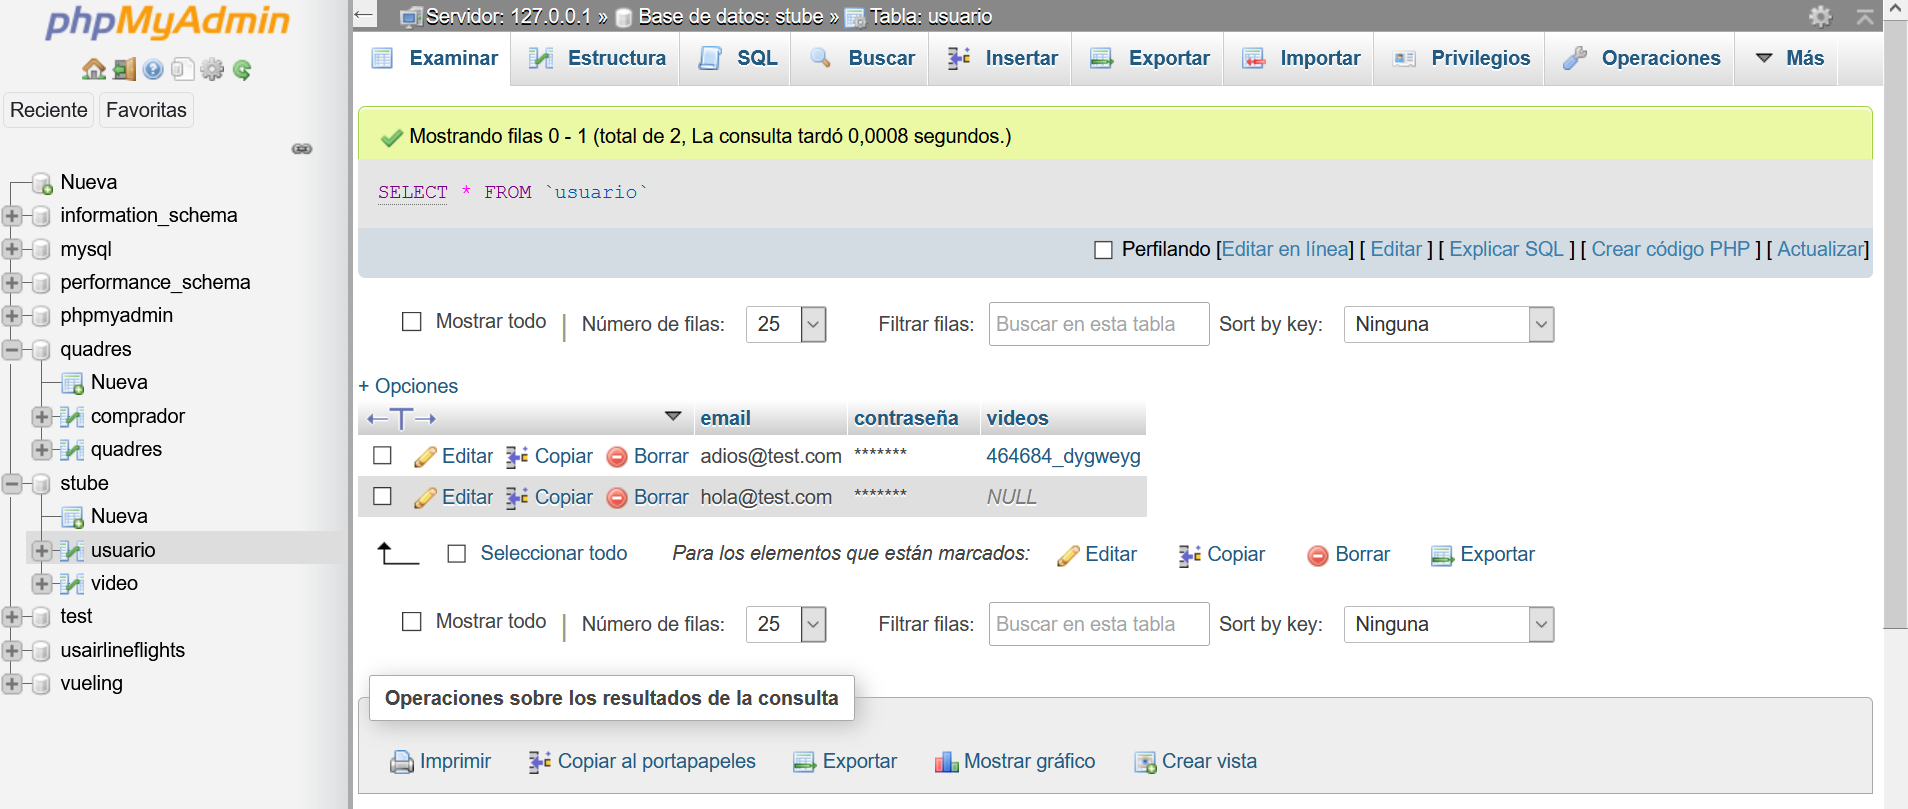 phpMyAdmin
Reciente Favoritas
Nueva
information_schema
mysql
performance_schema
phpmyadmin
quadres
Nueva
comprador
quadres
stube
Nueva
usuario
video
test
usairlineflights
vueling
Servidor: 127.0.0.1 » Base de datos: stube » Tabla: usuario
Examinar Estructura SQL Buscar Insertar Exportar Importar Privilegios Operaciones Más
Mostrando filas 0 - 1 (total de 2, La consulta tardó 0,0008 segundos.)
SELECT * FROM `usuario`
Perfilando [Editar en línea] [ Editar ] [ Explicar SQL ] [ Crear código PHP ] [ Actualizar]
Mostrar todo | Número de filas: 25 Filtrar filas: Buscar en esta tabla Sort by key: Ninguna
+ Opciones
←T→ email contraseña videos
Editar Copiar Borrar adios@test.com ******* 464684_dygweyg
Editar Copiar Borrar hola@test.com ******* NULL
Seleccionar todo Para los elementos que están marcados: Editar Copiar Borrar Exportar
Mostrar todo | Número de filas: 25 Filtrar filas: Buscar en esta tabla Sort by key: Ninguna
Operaciones sobre los resultados de la consulta
Imprimir Copiar al portapapeles Exportar Mostrar gráfico Crear vista